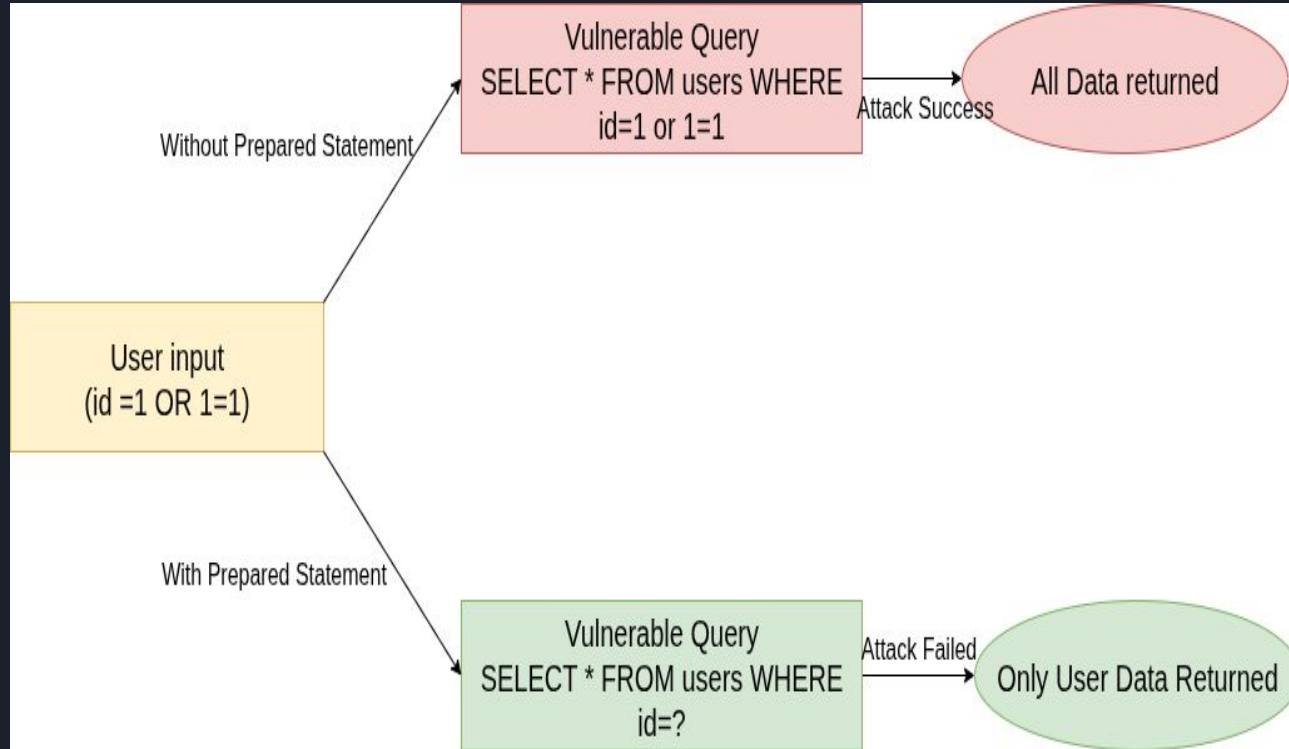 Vulnerable Query
SELECT * FROM users WHERE
id=1 or 1=1
Attack Success
All Data returned
Without Prepared Statement
User input
(id =1 OR 1=1)
With Prepared Statement
Vulnerable Query
SELECT * FROM users WHERE
id=?
Attack Failed
Only User Data Returned